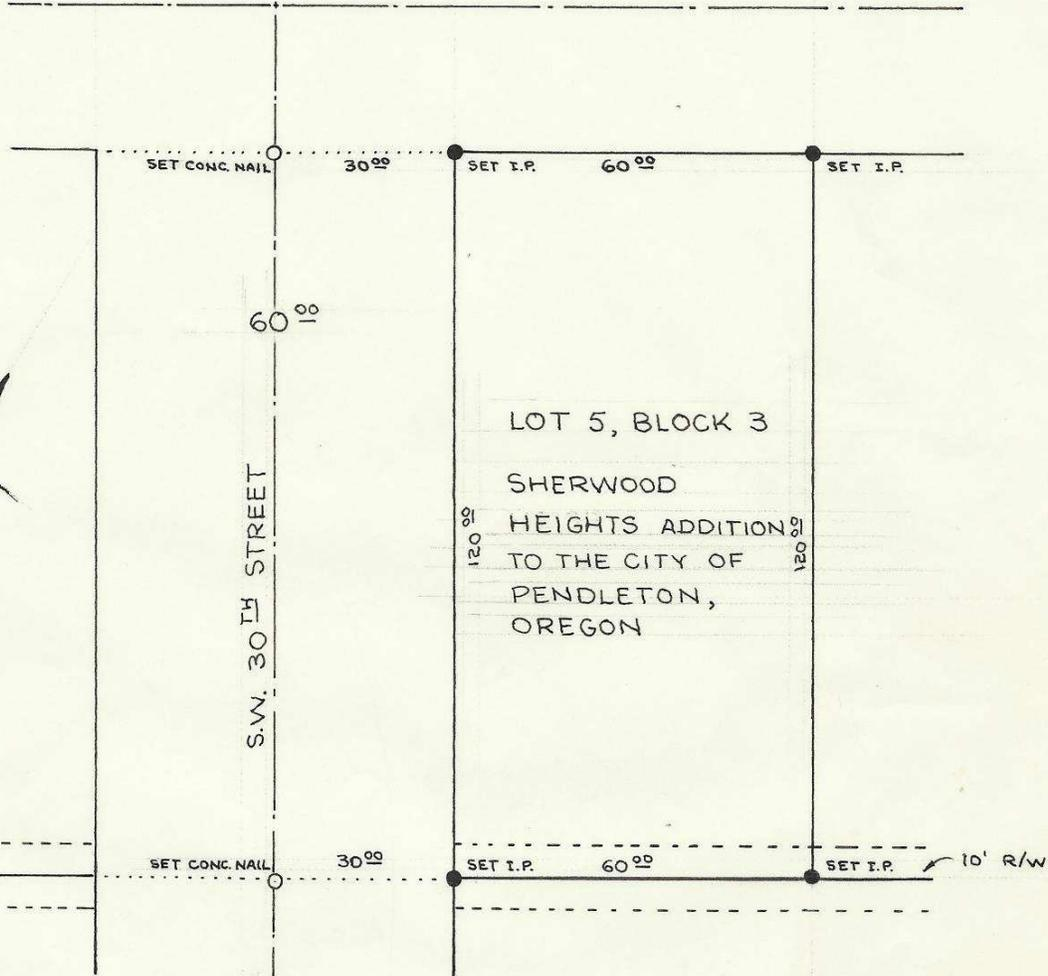 SET CONC. NAIL
30 00
SET I.P.
60 00
SET I.P.
60 00
LOT 5, BLOCK 3
SHERWOOD
HEIGHTS ADDITION
TO THE CITY OF
PENDLETON,
OREGON
120 00
120 01
S.W. 30TH STREET
SET CONC. NAIL
30 00
SET I.P.
60 00
SET I.P.
10' R/W